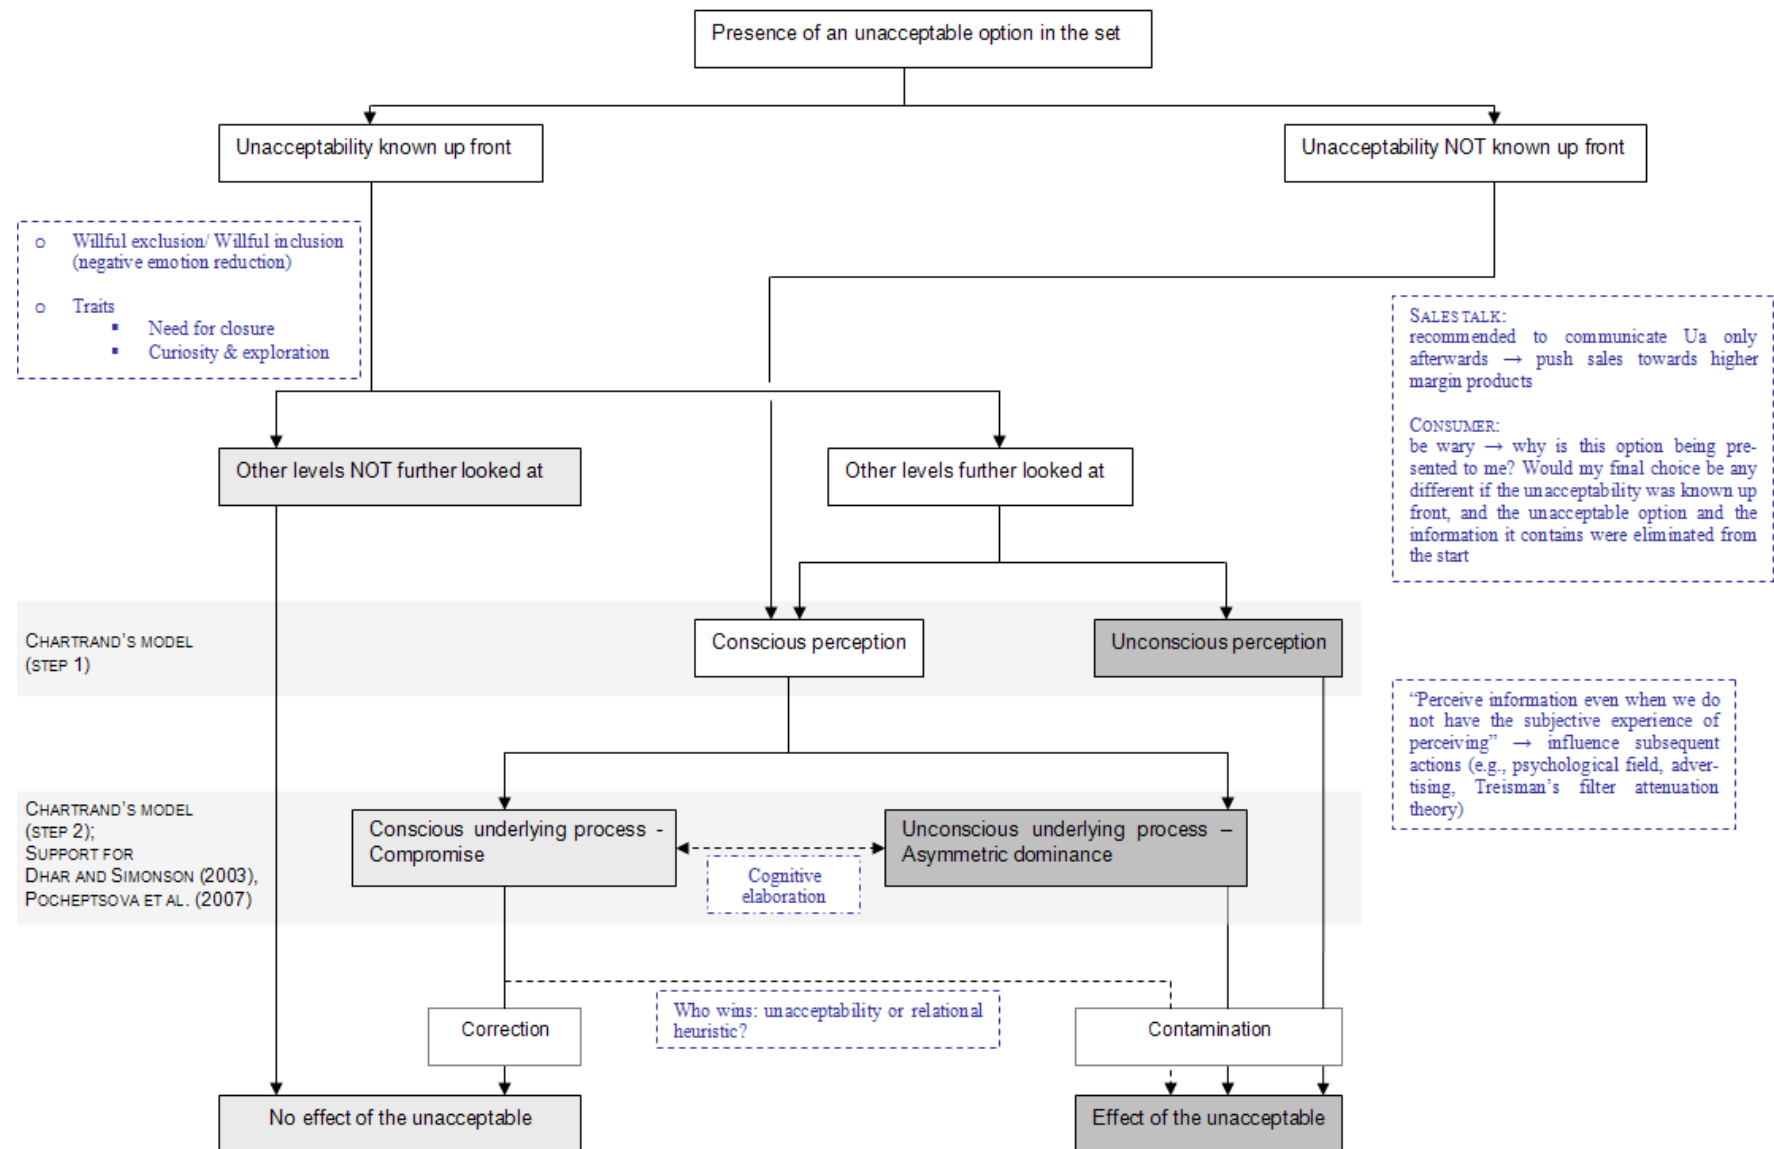 Presence of an unacceptable option in the set
Unacceptability known up front
Unacceptability NOT known up front
o Willful exclusion/ Willful inclusion
(negative emotion reduction)
o Traits
▪ Need for closure
▪ Curiosity & exploration
SALES TALK:
recommended to communicate Ua only
afterwards → push sales towards higher
margin products
CONSUMER:
be wary → why is this option being pre-
sented to me? Would my final choice be any
different if the unacceptability was known up
front, and the unacceptable option and the
information it contains were eliminated from
the start
Other levels NOT further looked at
Other levels further looked at
CHARTRAND'S MODEL
(STEP 1)
Conscious perception
Unconscious perception
“Perceive information even when we do
not have the subjective experience of
perceiving” → influence subsequent
actions (e.g., psychological field, adver-
tising, Treisman's filter attenuation
theory)
CHARTRAND'S MODEL
(STEP 2);
SUPPORT FOR
DHAR AND SIMONSON (2003),
POCHEPTSOVA ET AL. (2007)
Conscious underlying process -
Compromise
Cognitive
elaboration
Unconscious underlying process –
Asymmetric dominance
Who wins: unacceptability or relational
heuristic?
Correction
Contamination
No effect of the unacceptable
Effect of the unacceptable